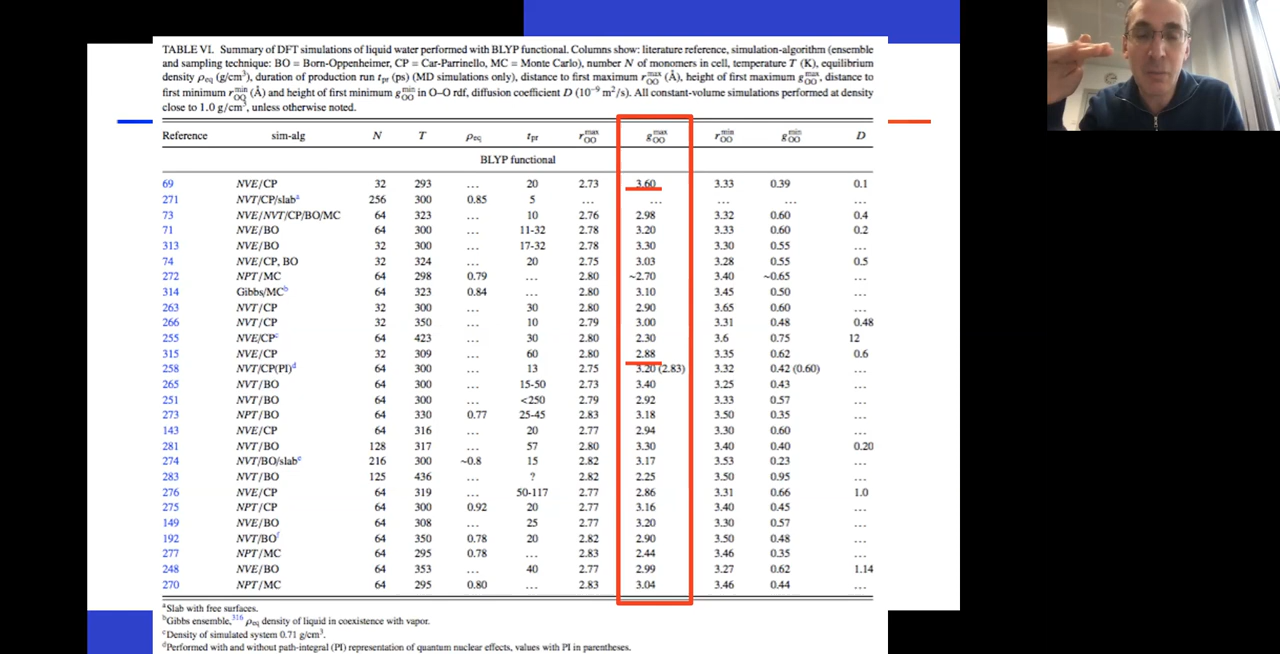 TABLE VI. Summary of DFT simulations of liquid water performed with BLYP functional. Columns show: literature reference, simulation-algorithm (ensemble
and sampling technique: BO = Born-Oppenheimer, CP = Car-Parrinello, MC = Monte Carlo), number N of monomers in cell, temperature T (K), equilibrium
density ρeq (g/cm³), duration of production run tpr (ps) (MD simulations only), distance to first maximum rOO^max (Å), height of first maximum gOO^max, distance to
first minimum rOO^min (Å) and height of first minimum gOO^min in O–O rdf, diffusion coefficient D (10⁻⁹ m²/s). All constant-volume simulations performed at density
close to 1.0 g/cm³, unless otherwise noted.
Reference sim-alg N T ρeq tpr rOO^max gOO^max rOO^min gOO^min D
BLYP functional
69 NVE/CP 32 293 ... 20 2.73 3.60 3.33 0.39 0.1
271 NVT/CP/slabᵃ 256 300 0.85 5 ... ... ... ... ...
73 NVE/NVT/CP/BO/MC 64 323 ... 10 2.76 2.98 3.32 0.60 0.4
71 NVE/BO 64 300 ... 11-32 2.78 3.20 3.33 0.60 0.2
313 NVE/BO 32 300 ... 17-32 2.78 3.30 3.30 0.55 ...
74 NVE/CP, BO 32 324 ... 20 2.75 3.03 3.28 0.55 0.5
272 NPT/MC 64 298 0.79 ... 2.80 ~2.70 3.40 ~0.65 ...
314 Gibbs/MCᵇ 64 323 0.84 ... 2.80 3.10 3.45 0.50 ...
263 NVT/CP 32 300 ... 30 2.80 2.90 3.65 0.60 ...
266 NVT/CP 32 350 ... 10 2.79 3.00 3.31 0.48 0.48
255 NVE/CPᶜ 64 423 ... 30 2.80 2.30 3.6 0.75 12
315 NVE/CP 32 309 ... 60 2.80 2.88 3.35 0.62 0.6
258 NVT/CP(PI)ᵈ 64 300 ... 13 2.75 3.20 (2.83) 3.32 0.42 (0.60) ...
265 NVT/BO 64 300 ... 15-50 2.73 3.40 3.25 0.43 ...
251 NVT/BO 64 300 ... <250 2.79 2.92 3.33 0.57 ...
273 NPT/BO 64 330 0.77 25-45 2.83 3.18 3.50 0.35 ...
143 NVE/CP 64 316 ... 20 2.77 2.94 3.30 0.60 ...
281 NVT/BO 128 317 ... 57 2.80 3.30 3.40 0.40 0.20
274 NVT/BO/slabᵉ 216 300 ~0.8 15 2.82 3.17 3.53 0.23 ...
283 NVT/BO 125 436 ... ? 2.82 2.25 3.50 0.95 ...
276 NVE/CP 64 319 ... 50-117 2.77 2.86 3.31 0.66 1.0
275 NPT/CP 64 300 0.92 20 2.77 3.16 3.40 0.45 ...
149 NVE/BO 64 308 ... 25 2.77 3.20 3.30 0.57 ...
192 NVT/BOᶠ 64 350 0.78 20 2.82 2.90 3.50 0.48 ...
277 NPT/MC 64 295 0.78 ... 2.83 2.44 3.46 0.35 ...
248 NVE/BO 64 353 ... 40 2.77 2.99 3.27 0.62 1.14
270 NPT/MC 64 295 0.80 ... 2.83 3.04 3.46 0.44 ...
ᵃSlab with free surfaces.
ᵇGibbs ensemble,³¹⁶ ρeq density of liquid in coexistence with vapor.
ᶜDensity of simulated system 0.71 g/cm³.
ᵈPerformed with and without path-integral (PI) representation of quantum nuclear effects, values with PI in parentheses.